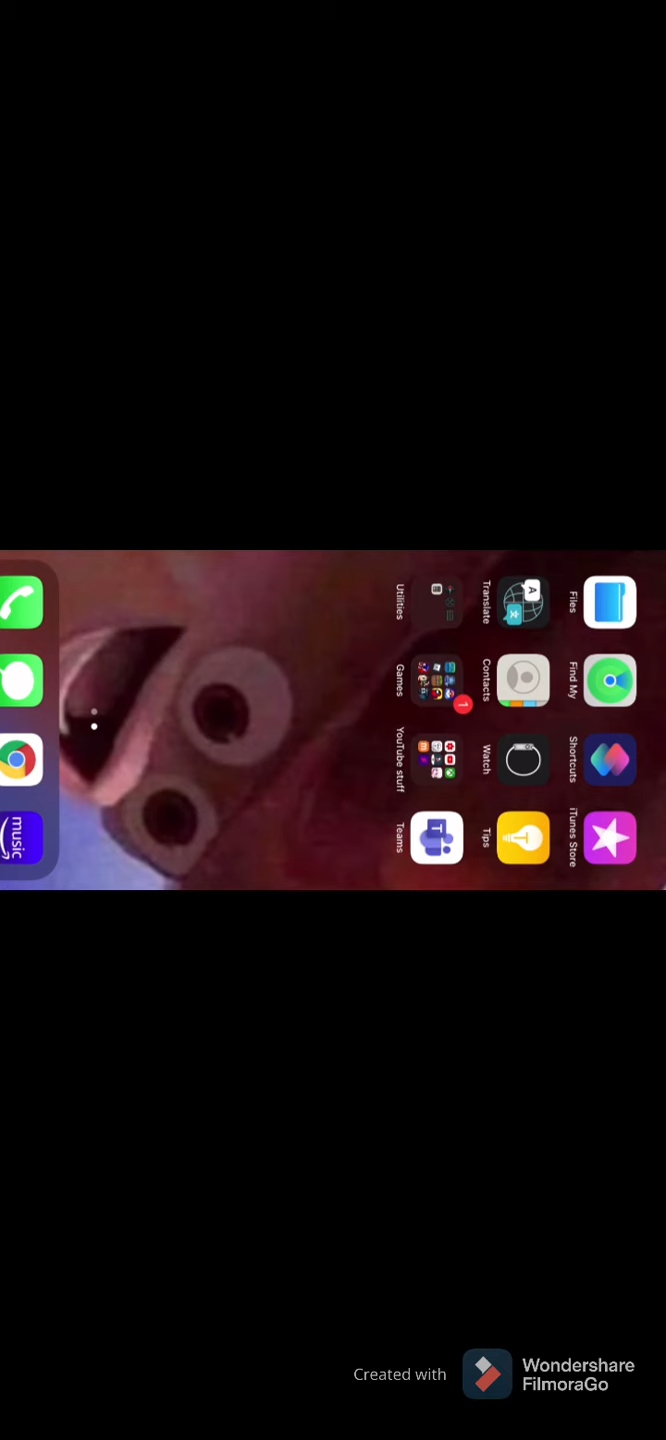 Files
Find My
Shortcuts
iTunes Store
Translate
Contacts
Watch
Tips
Utilities
Games
1
YouTube stuff
Teams
music
Created with
Wondershare
FilmoraGo